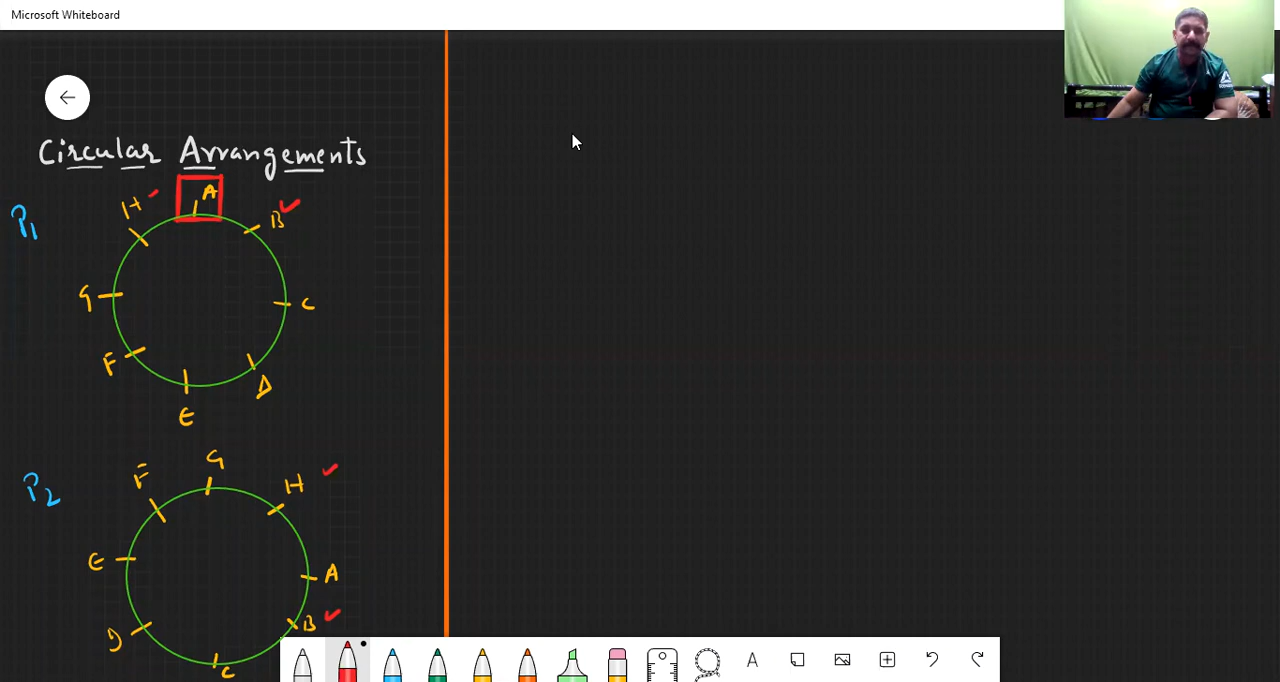 Microsoft Whiteboard
Circular Arrangements
P1
A
H
B
G
C
F
D
E
P2
G
F
H
E
A
B
D
C
A